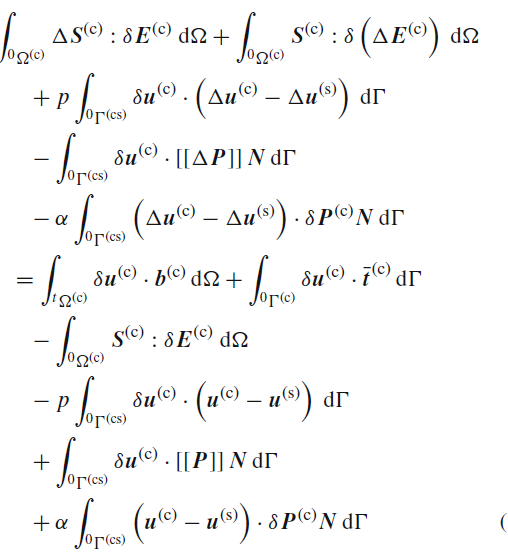 ∫_{⁰Ω^{(c)}} ΔS^{(c)} : δE^{(c)} dΩ + ∫_{⁰Ω^{(c)}} S^{(c)} : δ(ΔE^{(c)}) dΩ
+ p ∫_{⁰Γ^{(cs)}} δu^{(c)} · (Δu^{(c)} − Δu^{(s)}) dΓ
− ∫_{⁰Γ^{(cs)}} δu^{(c)} · [[ΔP]] N dΓ
− α ∫_{⁰Γ^{(cs)}} (Δu^{(c)} − Δu^{(s)}) · δP^{(c)} N dΓ
= ∫_{ᵗΩ^{(c)}} δu^{(c)} · b^{(c)} dΩ + ∫_{⁰Γ^{(c)}} δu^{(c)} · t̄^{(c)} dΓ
− ∫_{⁰Ω^{(c)}} S^{(c)} : δE^{(c)} dΩ
− p ∫_{⁰Γ^{(cs)}} δu^{(c)} · (u^{(c)} − u^{(s)}) dΓ
+ ∫_{⁰Γ^{(cs)}} δu^{(c)} · [[P]] N dΓ
+ α ∫_{⁰Γ^{(cs)}} (u^{(c)} − u^{(s)}) · δP^{(c)} N dΓ (